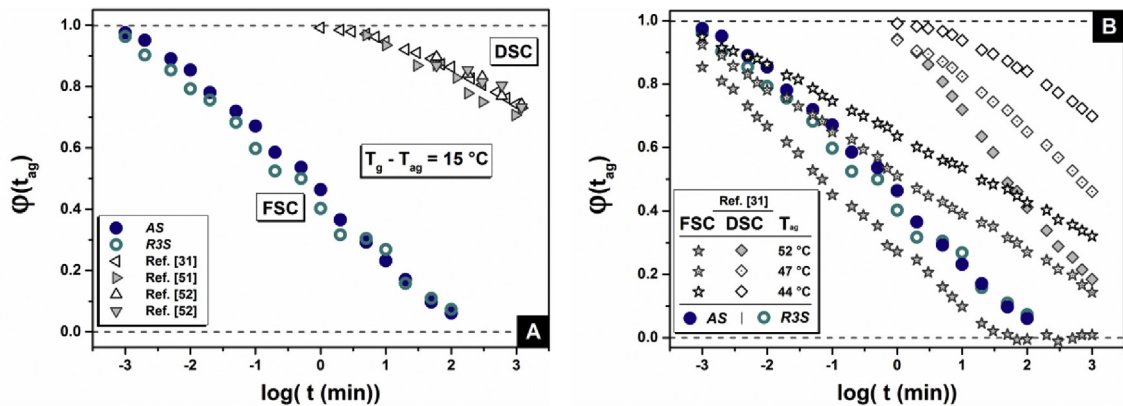 φ(t_ag)
1.0
0.8
0.6
0.4
0.2
0.0
DSC
T_g - T_ag = 15 °C
FSC
AS
R3S
Ref. [31]
Ref. [51]
Ref. [52]
Ref. [52]
A
-3 -2 -1 0 1 2 3
log( t (min))
φ(t_ag)
1.0
0.8
0.6
0.4
0.2
0.0
B
Ref. [31]
FSC DSC T_ag
52 °C
47 °C
44 °C
AS | R3S
-3 -2 -1 0 1 2 3
log( t (min))